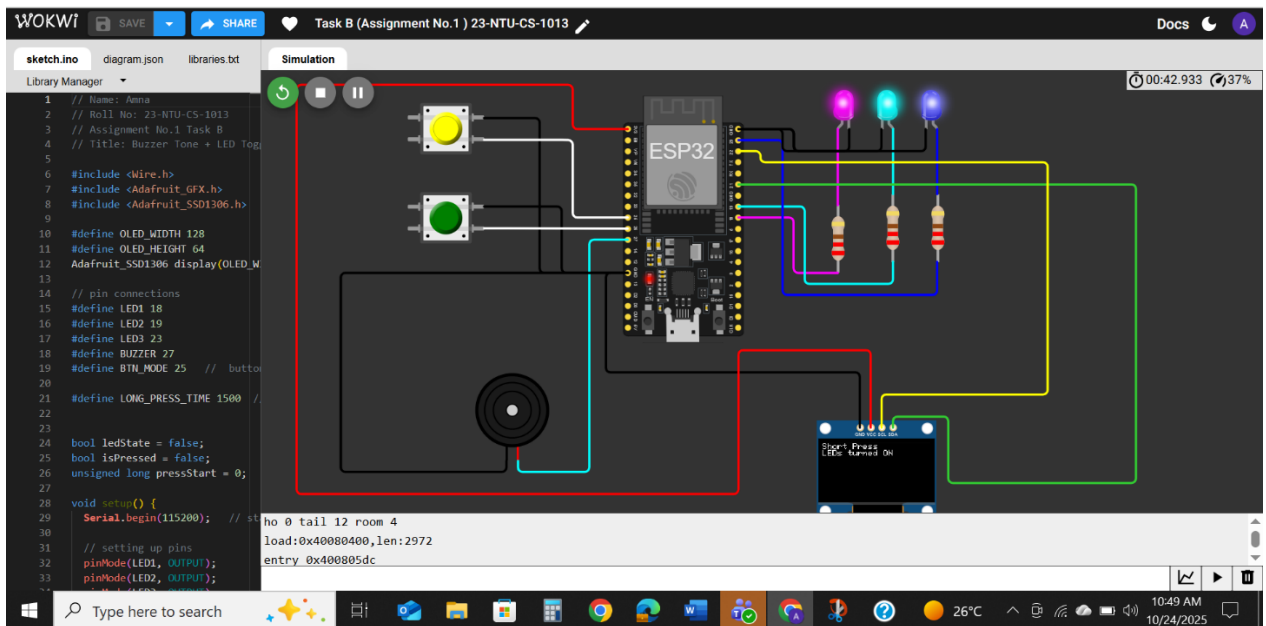 WOKWi SAVE SHARE Task B (Assignment No.1 ) 23-NTU-CS-1013 Docs A
sketch.ino diagram.json libraries.txt Simulation
Library Manager
00:42.933 37%
1 // Name: Amna
2 // Roll No: 23-NTU-CS-1013
3 // Assignment No.1 Task B
4 // Title: Buzzer Tone + LED Tog
5
6 #include <Wire.h>
7 #include <Adafruit_GFX.h>
8 #include <Adafruit_SSD1306.h>
9
10 #define OLED_WIDTH 128
11 #define OLED_HEIGHT 64
12 Adafruit_SSD1306 display(OLED_W
13
14 // pin connections
15 #define LED1 18
16 #define LED2 19
17 #define LED3 23
18 #define BUZZER 27
19 #define BTN_MODE 25 // butto
20
21 #define LONG_PRESS_TIME 1500 //
22
23
24 bool ledState = false;
25 bool isPressed = false;
26 unsigned long pressStart = 0;
27
28 void setup() {
29 Serial.begin(115200); // st
30
31 // setting up pins
32 pinMode(LED1, OUTPUT);
33 pinMode(LED2, OUTPUT);
ESP32
EN
Boot
GND VCC SCL SDA
Short Press
LEDs turned ON
ho 0 tail 12 room 4
load:0x40080400,len:2972
entry 0x400805dc
Type here to search 26°C 10:49 AM
10/24/2025